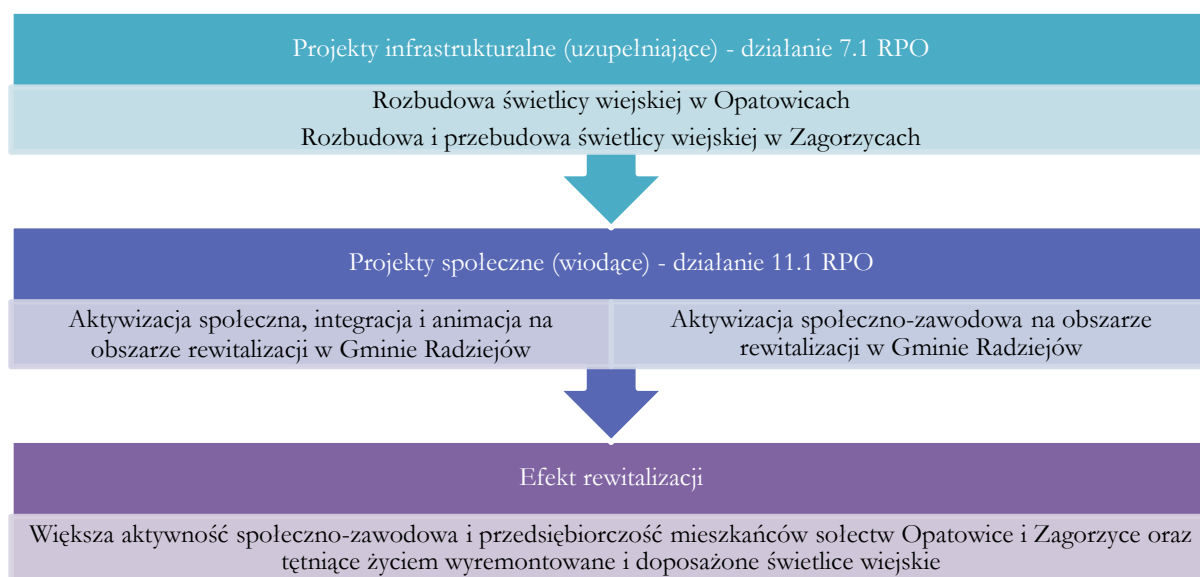 Projekty infrastrukturalne (uzupełniające) - działanie 7.1 RPO
Rozbudowa świetlicy wiejskiej w Opatowicach
Rozbudowa i przebudowa świetlicy wiejskiej w Zagorzycach
Projekty społeczne (wiodące) - działanie 11.1 RPO
Aktywizacja społeczna, integracja i animacja na
obszarze rewitalizacji w Gminie Radziejów
Aktywizacja społeczno-zawodowa na obszarze
rewitalizacji w Gminie Radziejów
Efekt rewitalizacji
Większa aktywność społeczno-zawodowa i przedsiębiorczość mieszkańców sołectw Opatowice i Zagorzyce oraz
tętniące życiem wyremontowane i doposażone świetlice wiejskie